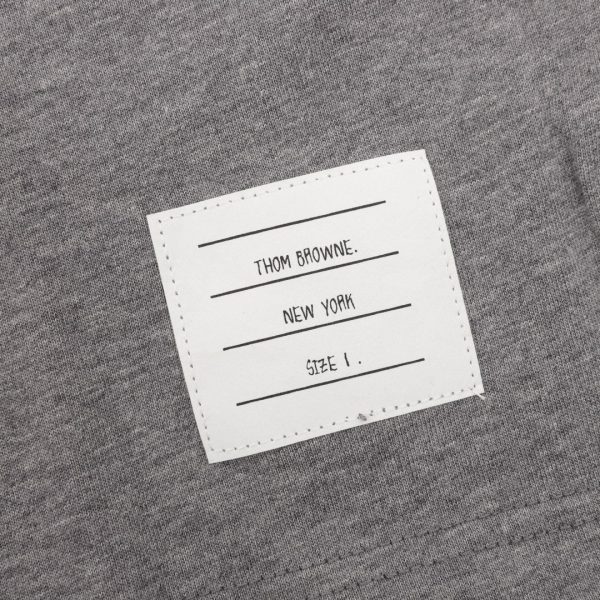 THOM BROWNE.
NEW YORK
SIZE 1 .